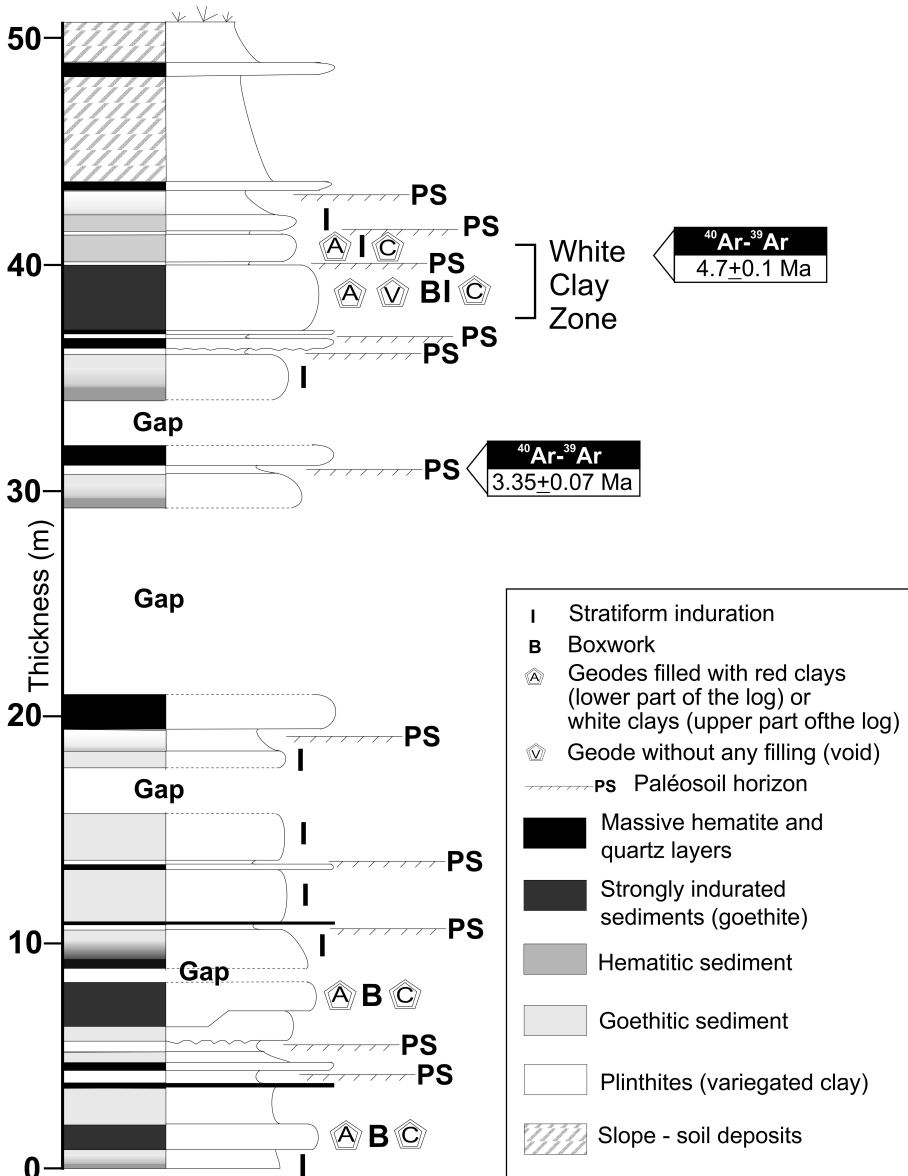 50
PS
I
PS
A I C
40
PS
White
Clay
Zone
40Ar-39Ar
4.7±0.1 Ma
A V BI C
PS
PS
I
Gap
PS
40Ar-39Ar
3.35±0.07 Ma
30
Thickness (m)
Gap
20
PS
I
Gap
I
PS
I
PS
10
I
Gap
A B C
PS
PS
A B C
0
I
I Stratiform induration
B Boxwork
A Geodes filled with red clays
(lower part of the log) or
white clays (upper part ofthe log)
V Geode without any filling (void)
PS Paléosoil horizon
Massive hematite and
quartz layers
Strongly indurated
sediments (goethite)
Hematitic sediment
Goethitic sediment
Plinthites (variegated clay)
Slope - soil deposits